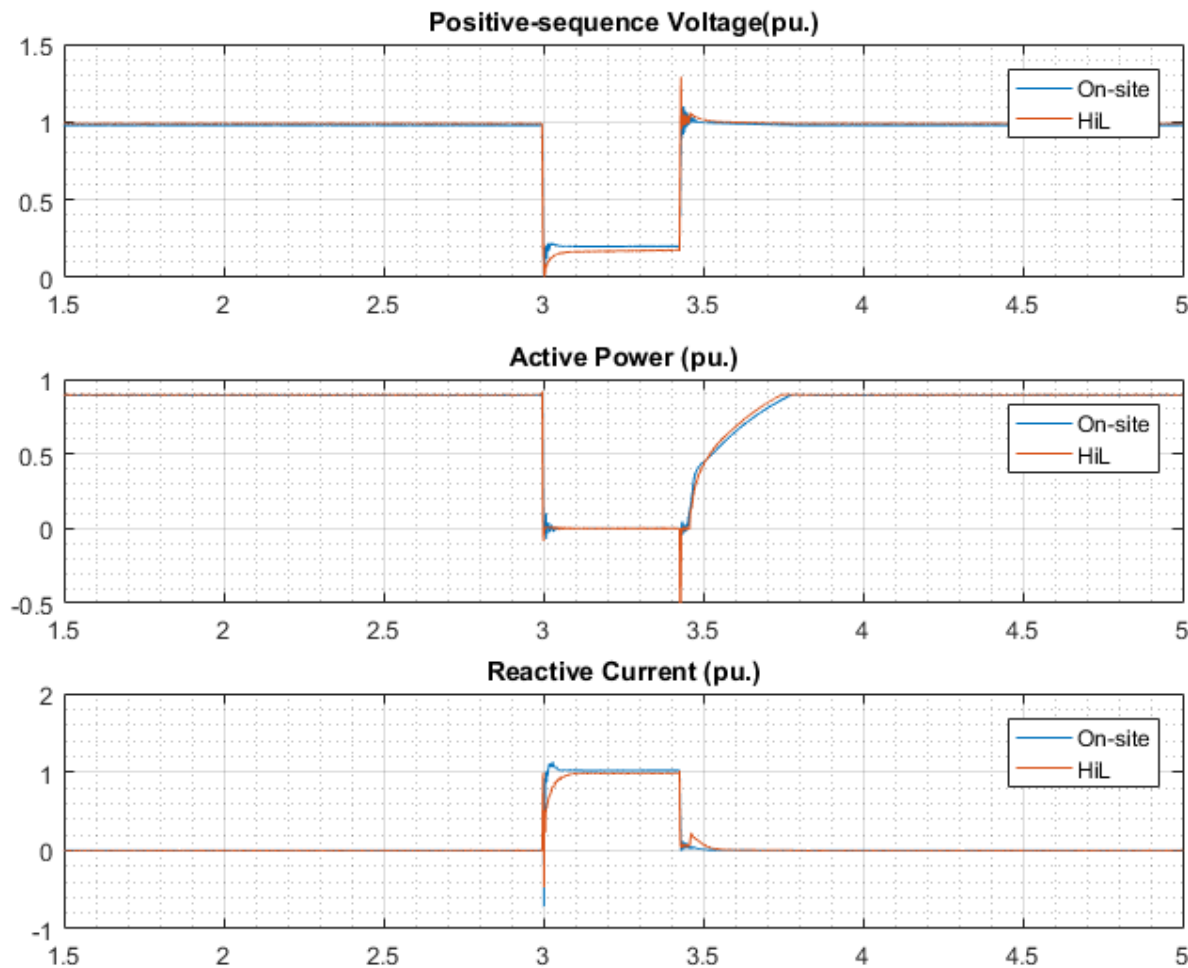 Positive-sequence Voltage(pu.)
1.5
1
0.5
0
On-site
HiL
1.5 2 2.5 3 3.5 4 4.5 5
Active Power (pu.)
1
0.5
0
-0.5
On-site
HiL
1.5 2 2.5 3 3.5 4 4.5 5
Reactive Current (pu.)
2
1
0
-1
On-site
HiL
1.5 2 2.5 3 3.5 4 4.5 5